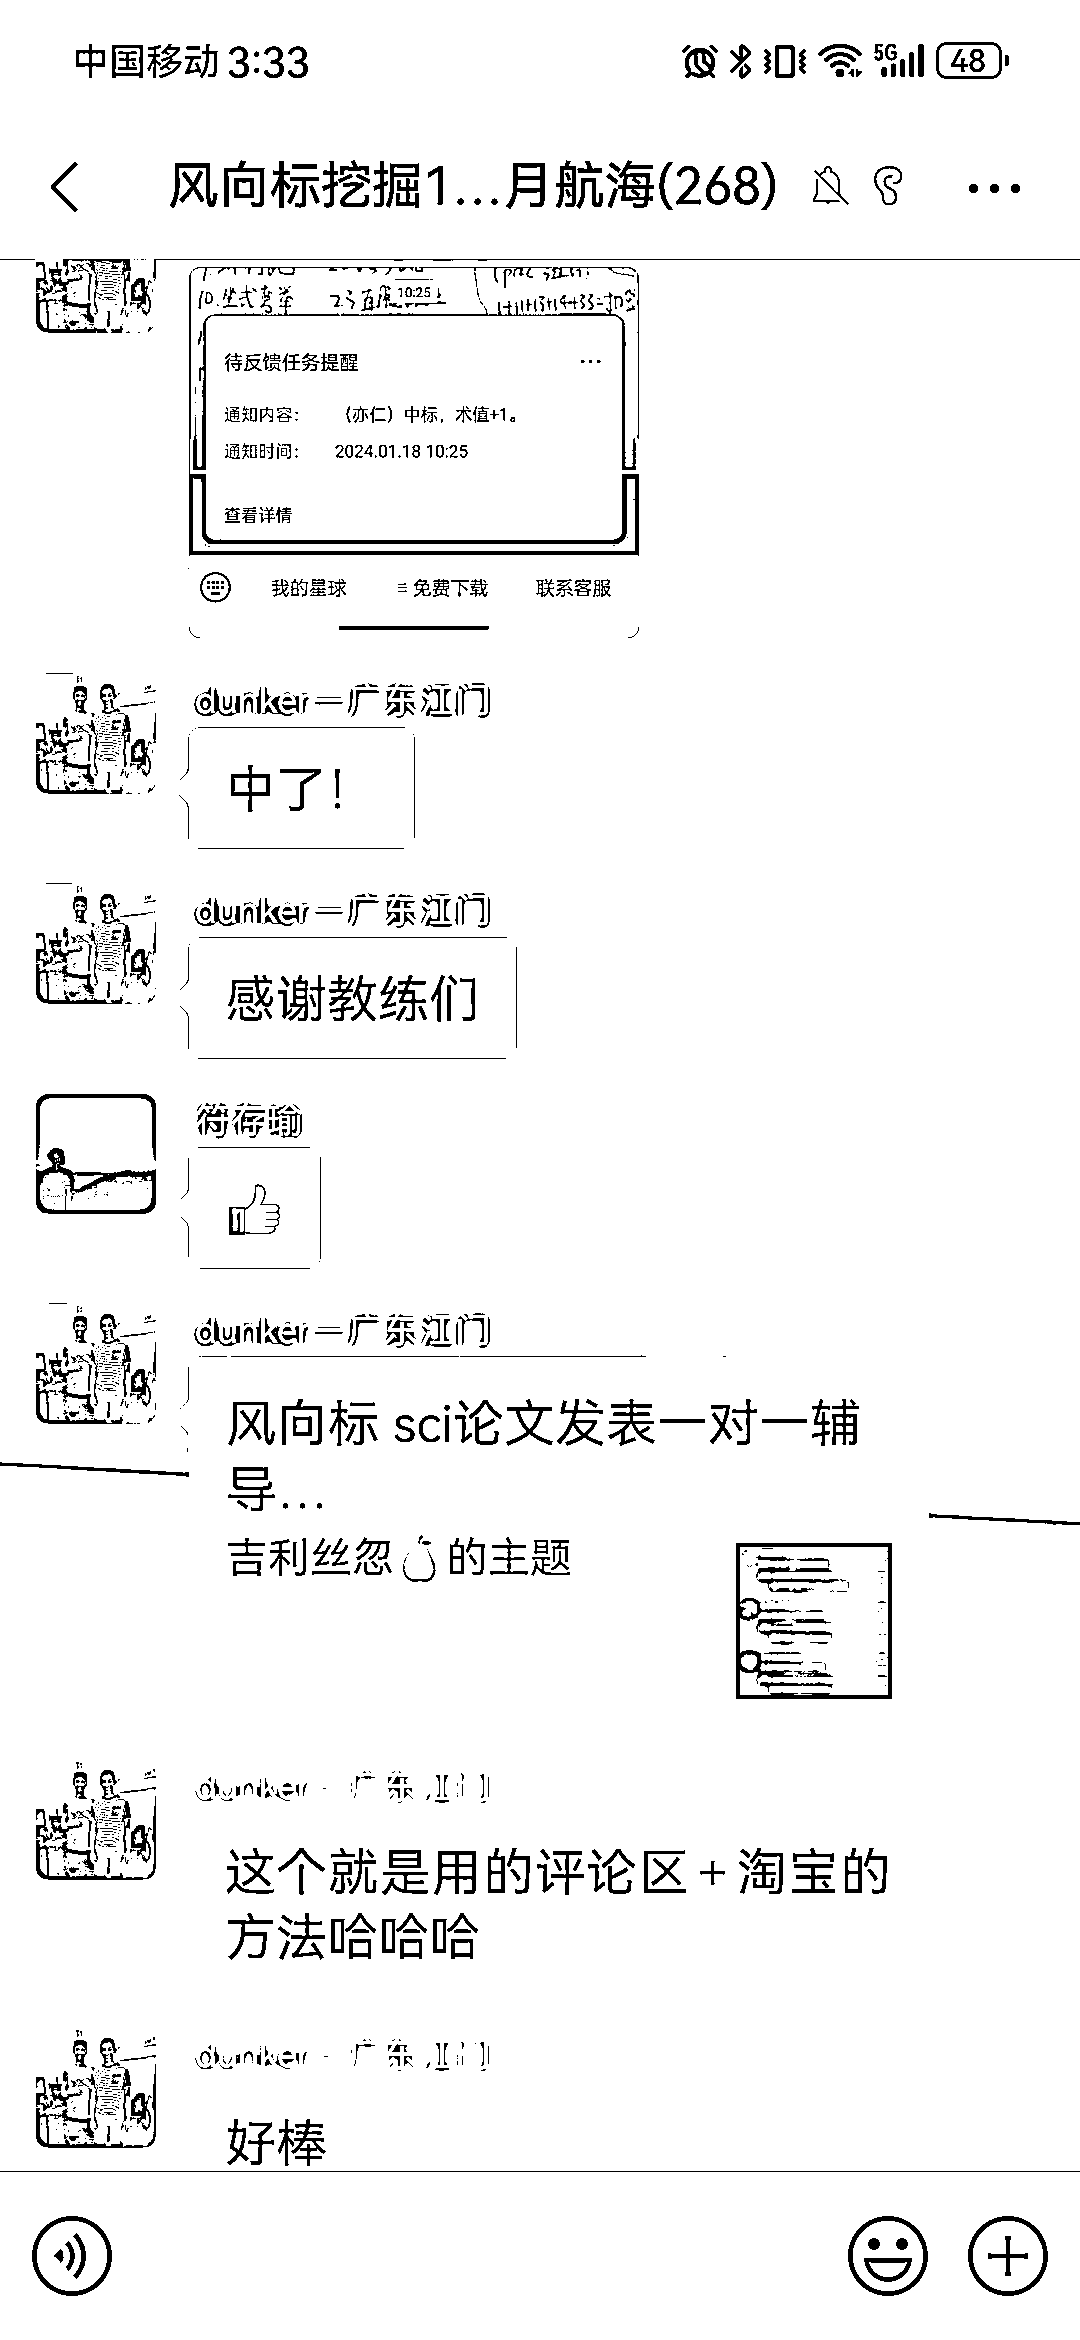 中国移动 3:33
5G 48
风向标挖掘1...月航海(268)
10.坐式弯举
10:25
待反馈任务提醒
通知内容： （亦仁）中标，术值+1。
通知时间： 2024.01.18 10:25
查看详情
我的星球 免费下载 联系客服
dunker－广东江门
中了！
dunker－广东江门
感谢教练们
符存瑜
dunker－广东江门
风向标 sci论文发表一对一辅
导...
吉利丝忽🍐的主题
dunker－广东江门
这个就是用的评论区＋淘宝的
方法哈哈哈
dunker－广东江门
好棒